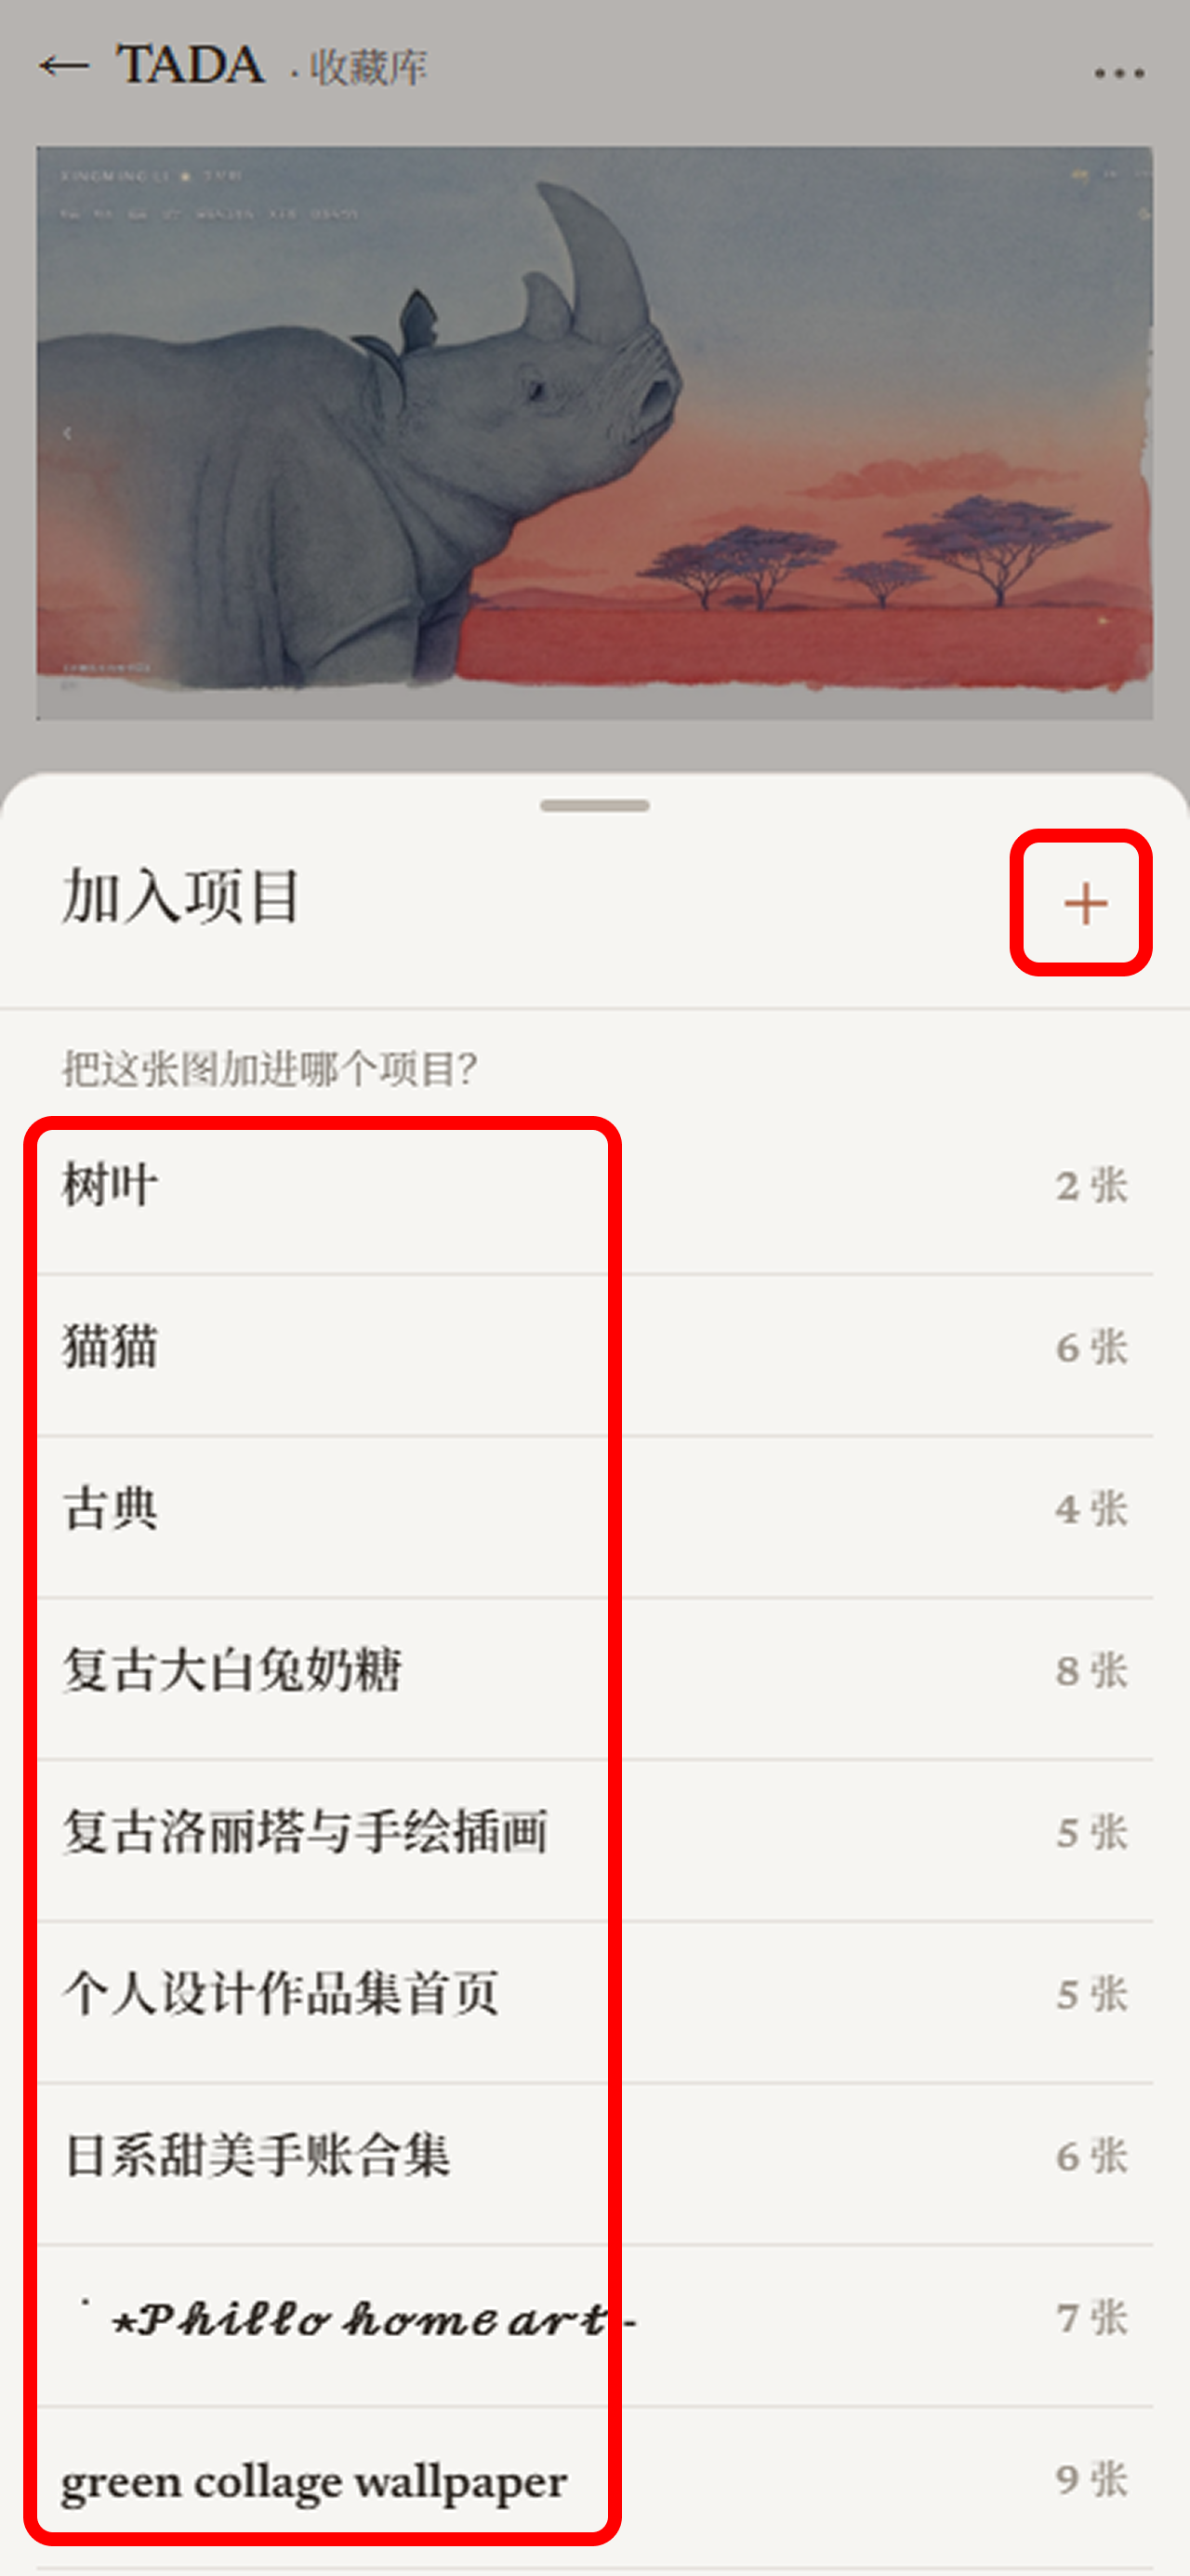 ← TADA · 收藏库
XINGMING LI
加入项目
+
把这张图加进哪个项目?
树叶 2 张
猫猫 6 张
古典 4 张
复古大白兔奶糖 8 张
复古洛丽塔与手绘插画 5 张
个人设计作品集首页 5 张
日系甜美手账合集 6 张
˙ ⋆𝓟𝓱𝓲𝓵𝓵𝓸 𝓱𝓸𝓶𝓮 𝓪𝓻𝓽 - 7 张
green collage wallpaper 9 张